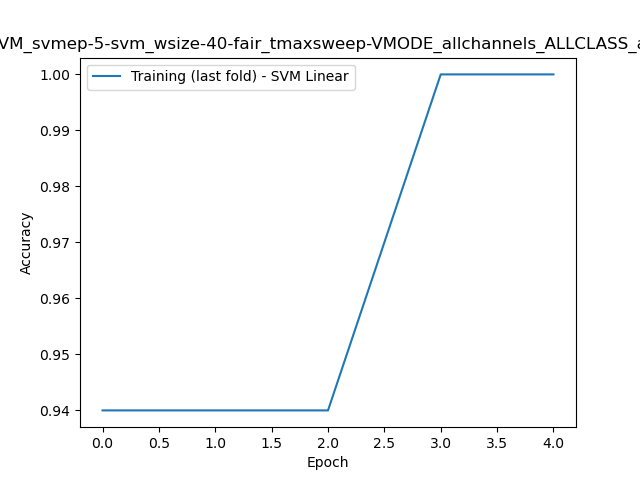 VM_svmep-5-svm_wsize-40-fair_tmaxsweep-VMODE_allchannels_ALLCLASS_a
Training (last fold) - SVM Linear
1.00
0.99
0.98
0.97
0.96
0.95
0.94
Accuracy
0.0 0.5 1.0 1.5 2.0 2.5 3.0 3.5 4.0
Epoch